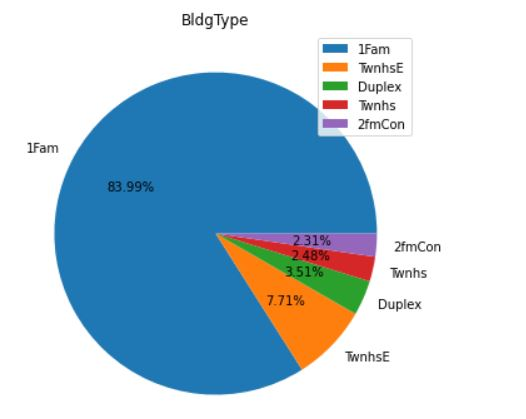 BldgType
1Fam
TwnhsE
Duplex
Twnhs
2fmCon
1Fam
83.99%
2.31%
2fmCon
2.48%
Twnhs
3.51%
Duplex
7.71%
TwnhsE